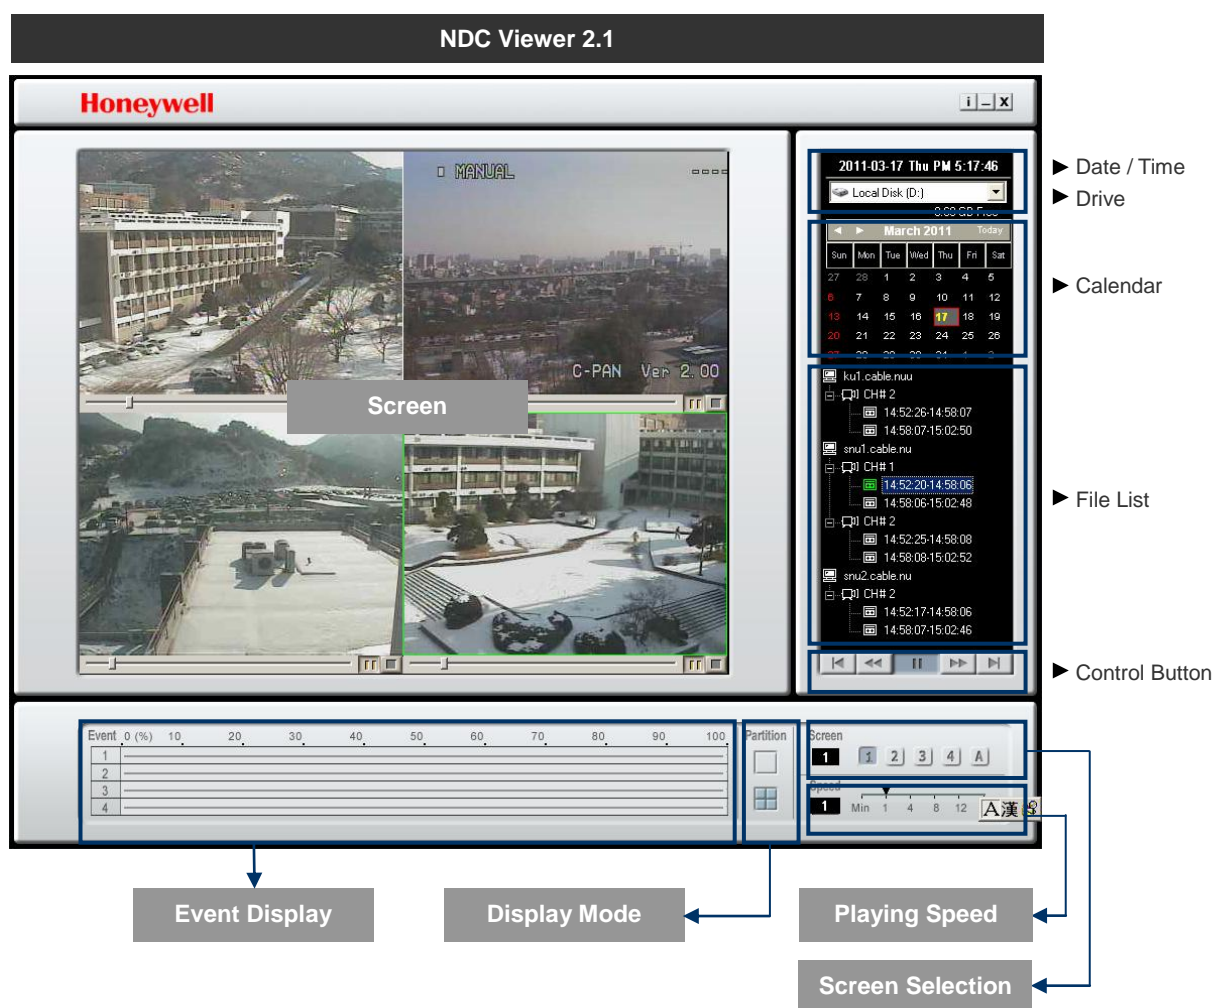 NDC Viewer 2.1
Honeywell
i – X
MANUAL
C-PAN Ver 2.00
Screen
2011-03-17 Thu PM 5:17:46
Local Disk (D:)
March 2011 Today
Sun Mon Tue Wed Thu Fri Sat
27 28 1 2 3 4 5
6 7 8 9 10 11 12
13 14 15 16 17 18 19
20 21 22 23 24 25 26
ku1.cable.nuu
CH# 2
14:52:26-14:58:07
14:58:07-15:02:50
snu1.cable.nu
CH# 1
14:52:20-14:58:06
14:58:06-15:02:48
CH# 2
14:52:25-14:58:08
14:58:08-15:02:52
snu2.cable.nu
CH# 2
14:52:17-14:58:06
14:58:07-15:02:46
Date / Time
Drive
Calendar
File List
Control Button
Event 0 (%) 10 20 30 40 50 60 70 80 90 100
1
2
3
4
Partition
Screen
1 1 2 3 4 A
Speed
1 Min 1 4 8 12
A漢
Event Display
Display Mode
Playing Speed
Screen Selection